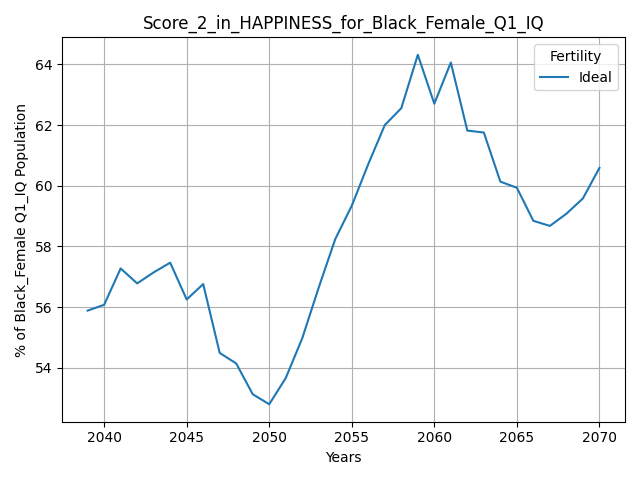 Score_2_in_HAPPINESS_for_Black_Female_Q1_IQ
Fertility
Ideal
% of Black_Female Q1_IQ Population
64
62
60
58
56
54
2040 2045 2050 2055 2060 2065 2070
Years